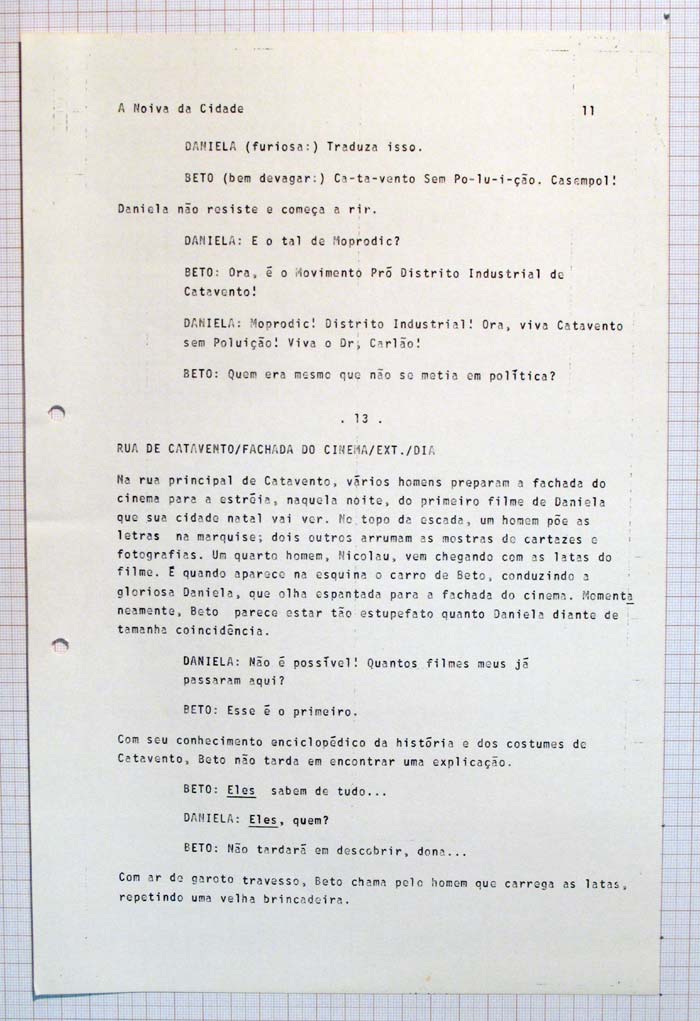 A Noiva da Cidade 11
DANIELA (furiosa:) Traduza isso.
BETO (bem devagar:) Ca-ta-vento Sem Po-lu-i-ção. Casempol!
Daniela não resiste e começa a rir.
DANIELA: E o tal de Moprodic?
BETO: Ora, é o Movimento Pró Distrito Industrial de
Catavento!
DANIELA: Moprodic! Distrito Industrial! Ora, viva Catavento
sem Poluição! Viva o Dr, Carlão!
BETO: Quem era mesmo que não se metia em política?
. 13 .
RUA DE CATAVENTO/FACHADA DO CINEMA/EXT./DIA
Na rua principal de Catavento, vários homens preparam a fachada do
cinema para a estréia, naquela noite, do primeiro filme de Daniela
que sua cidade natal vai ver. No topo da escada, um homem põe as
letras na marquise; dois outros arrumam as mostras de cartazes e
fotografias. Um quarto homem, Nicolau, vem chegando com as latas do
filme. É quando aparece na esquina o carro de Beto, conduzindo a
gloriosa Daniela, que olha espantada para a fachada do cinema. Momenta
neamente, Beto parece estar tão estupefato quanto Daniela diante de
tamanha coincidência.
DANIELA: Não é possível! Quantos filmes meus já
passaram aqui?
BETO: Esse é o primeiro.
Com seu conhecimento enciclopédico da história e dos costumes de
Catavento, Beto não tarda em encontrar uma explicação.
BETO: Eles sabem de tudo...
DANIELA: Eles, quem?
BETO: Não tardará em descobrir, dona...
Com ar de garoto travesso, Beto chama pelo homem que carrega as latas,
repetindo uma velha brincadeira.